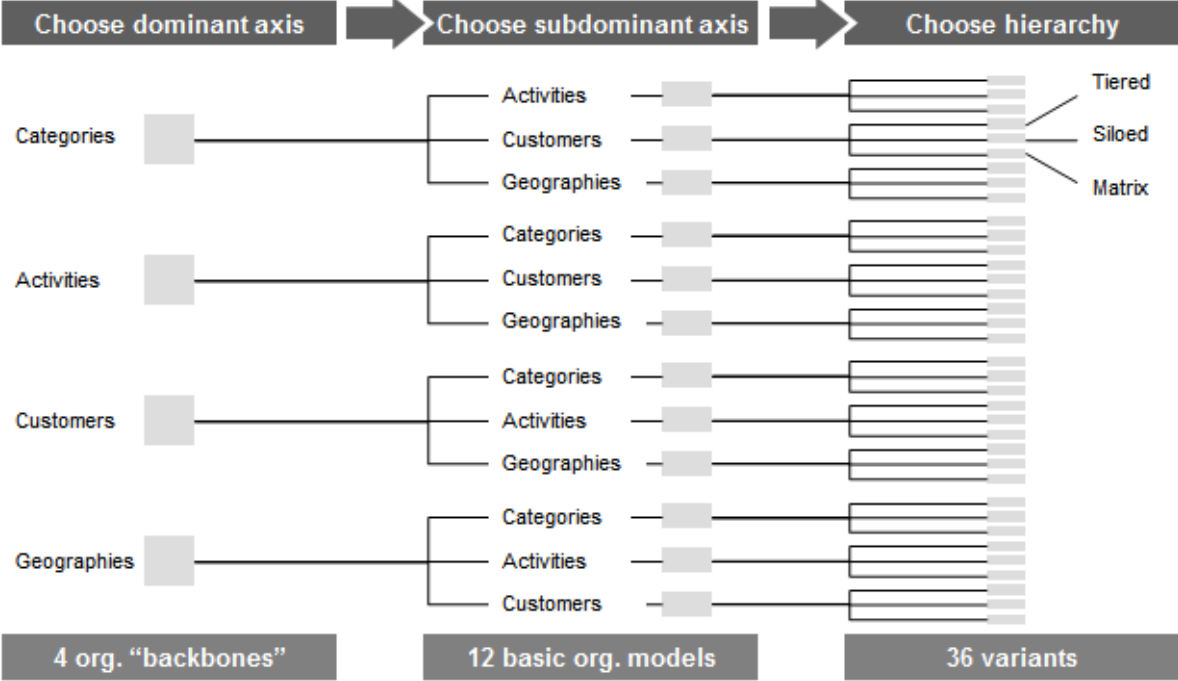 Choose dominant axis
Choose subdominant axis
Choose hierarchy
Categories
Activities
Customers
Geographies
Tiered
Siloed
Matrix
Activities
Categories
Customers
Geographies
Customers
Categories
Activities
Geographies
Geographies
Categories
Activities
Customers
4 org. “backbones”
12 basic org. models
36 variants